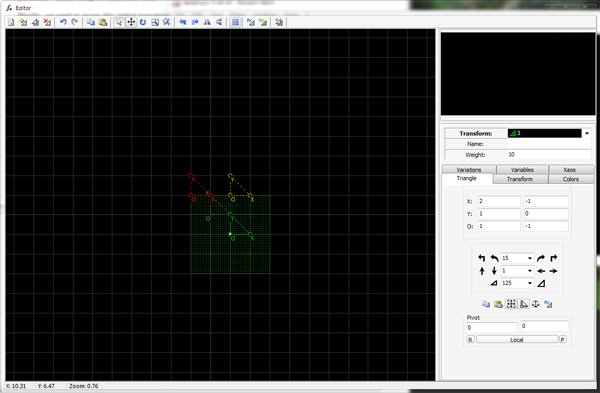 Editor
Transform: 3
Name:
Weight: 10
Variations Variables Xaos
Triangle Transform Colors
X: 2 -1
Y: 1 0
O: 1 -1
15
1
125
Pivot
0 0
R Local P
X Y
O X O X
O Y
O X
X: 10.31 Y: 6.47 Zoom: 0.76